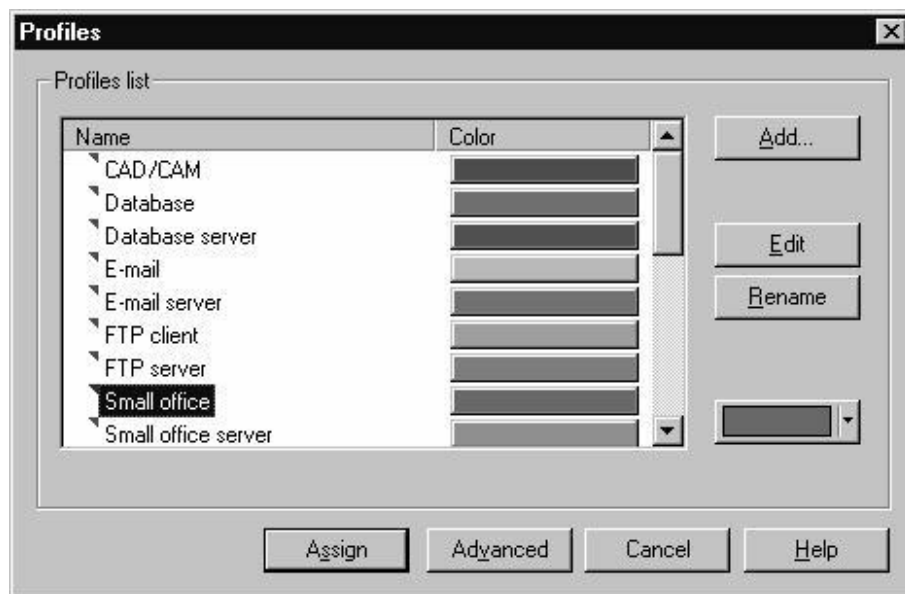 Profiles
Profiles list
Name Color
CAD/CAM
Database
Database server
E-mail
E-mail server
FTP client
FTP server
Small office
Small office server
Add...
Edit
Rename
Assign Advanced Cancel Help